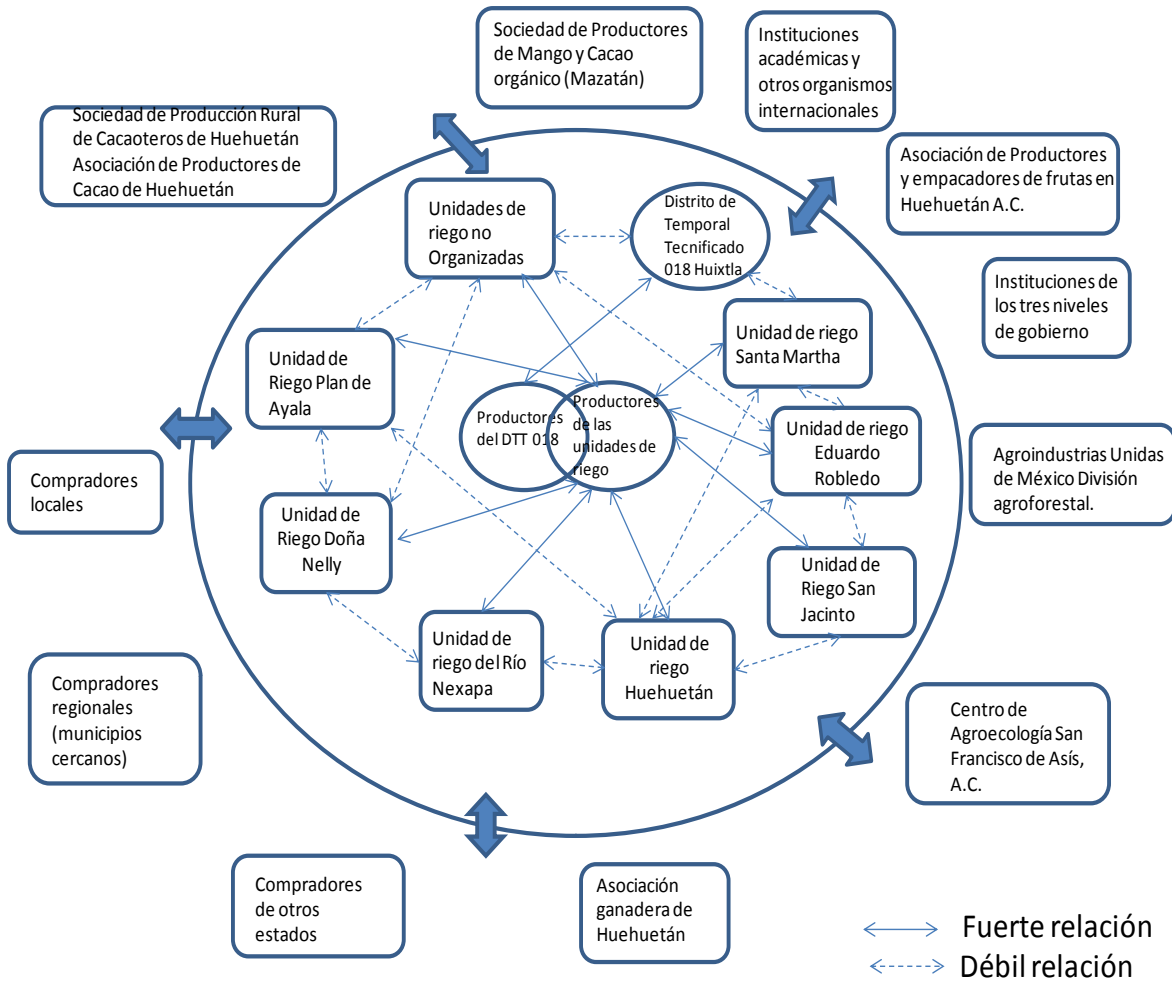 Sociedad de Productores
de Mango y Cacao
orgánico (Mazatán)
Instituciones
académicas y
otros organismos
internacionales
Sociedad de Producción Rural
de Cacaoteros de Huehuetán
Asociación de Productores de
Cacao de Huehuetán
Asociación de Productores
y empacadores de frutas en
Huehuetán A.C.
Unidades de
riego no
Organizadas
Distrito de
Temporal
Tecnificado
018 Huixtla
Instituciones de
los tres niveles
de gobierno
Unidad de riego
Santa Martha
Unidad de
Riego Plan de
Ayala
Productores
del DTT 018
Productores
de las
unidades de
riego
Unidad de riego
Eduardo
Robledo
Agroindustrias Unidas
de México División
agroforestal.
Compradores
locales
Unidad de
Riego Doña
Nelly
Unidad de
Riego San
Jacinto
Unidad de
riego del Río
Nexapa
Unidad de
riego
Huehuetán
Compradores
regionales
(municipios
cercanos)
Centro de
Agroecología San
Francisco de Asís,
A.C.
Compradores
de otros
estados
Asociación
ganadera de
Huehuetán
Fuerte relación
Débil relación